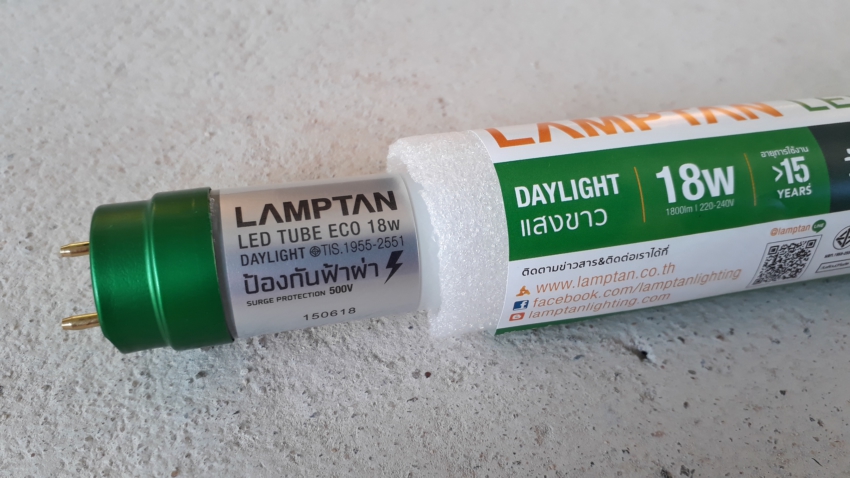 LAMPTAN
LED TUBE ECO 18w
DAYLIGHT TIS.1955-2551
ป้องกันฟ้าผ่า
SURGE PROTECTION 500V
150618
LAMPTAN LE
DAYLIGHT
แสงขาว
18w
1800lm | 220-240V
อายุการใช้งาน
>15
YEARS
ติดตามข่าวสาร&ติดต่อเราได้ที่
www.lamptan.co.th
facebook.com/lamptanlighting
lamptanlighting.com
@lamptan